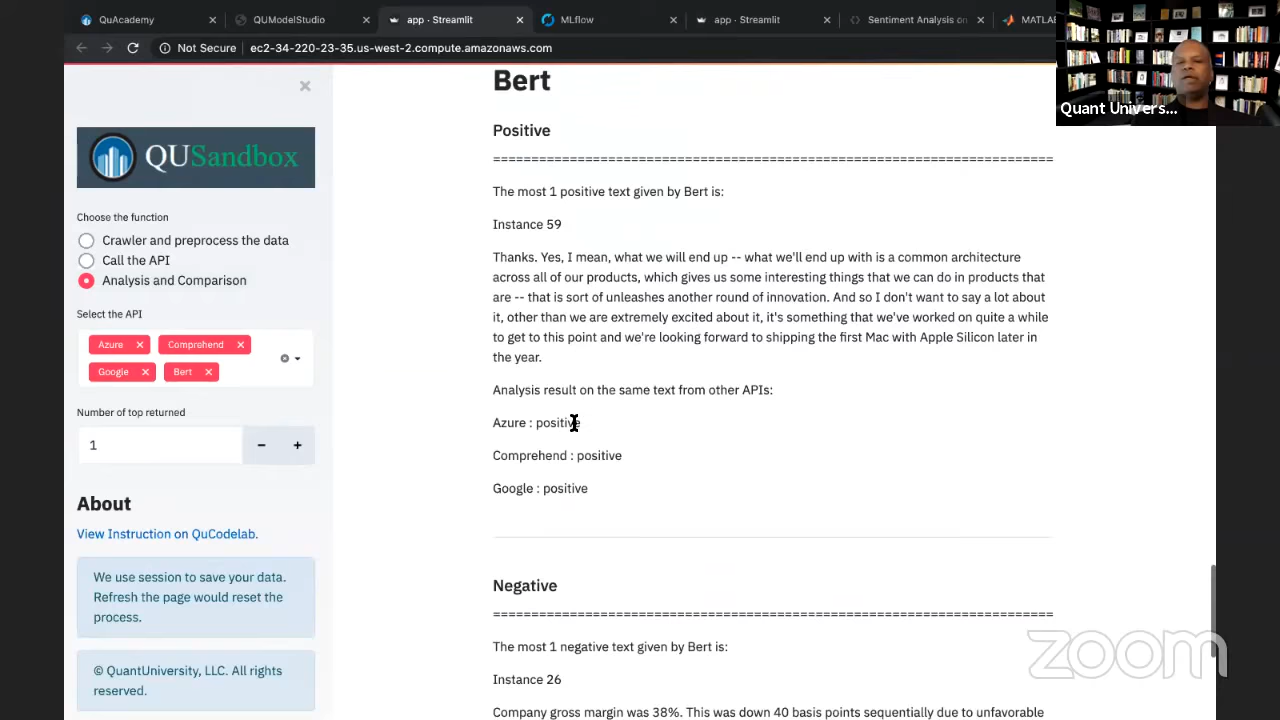 QuAcademy
QUModelStudio
app · Streamlit
MLflow
app · Streamlit
Sentiment Analysis on
MATLAB
Not Secure
ec2-34-220-23-35.us-west-2.compute.amazonaws.com
Quant Univers...
QUSandbox
Choose the function
Crawler and preprocess the data
Call the API
Analysis and Comparison
Select the API
Azure
Comprehend
Google
Bert
Number of top returned
1
About
View Instruction on QuCodelab.
We use session to save your data.
Refresh the page would reset the
process.
© QuantUniversity, LLC. All rights
reserved.
Bert
Positive
=========================================================================
The most 1 positive text given by Bert is:
Instance 59
Thanks. Yes, I mean, what we will end up -- what we'll end up with is a common architecture
across all of our products, which gives us some interesting things that we can do in products that
are -- that is sort of unleashes another round of innovation. And so I don't want to say a lot about
it, other than we are extremely excited about it, it's something that we've worked on quite a while
to get to this point and we're looking forward to shipping the first Mac with Apple Silicon later in
the year.
Analysis result on the same text from other APIs:
Azure : positive
Comprehend : positive
Google : positive
Negative
=========================================================================
The most 1 negative text given by Bert is:
Instance 26
Company gross margin was 38%. This was down 40 basis points sequentially due to unfavorable
zoom